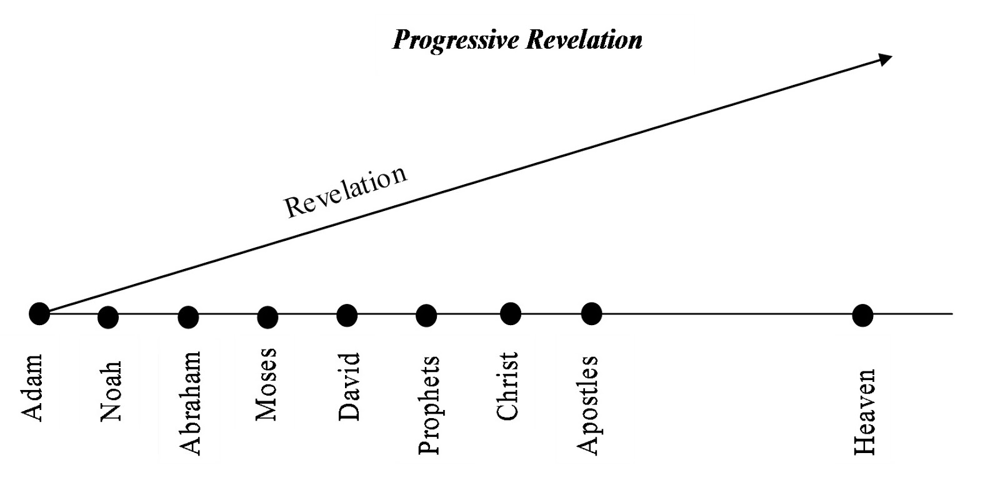 Progressive Revelation
Revelation
Adam
Noah
Abraham
Moses
David
Prophets
Christ
Apostles
Heaven